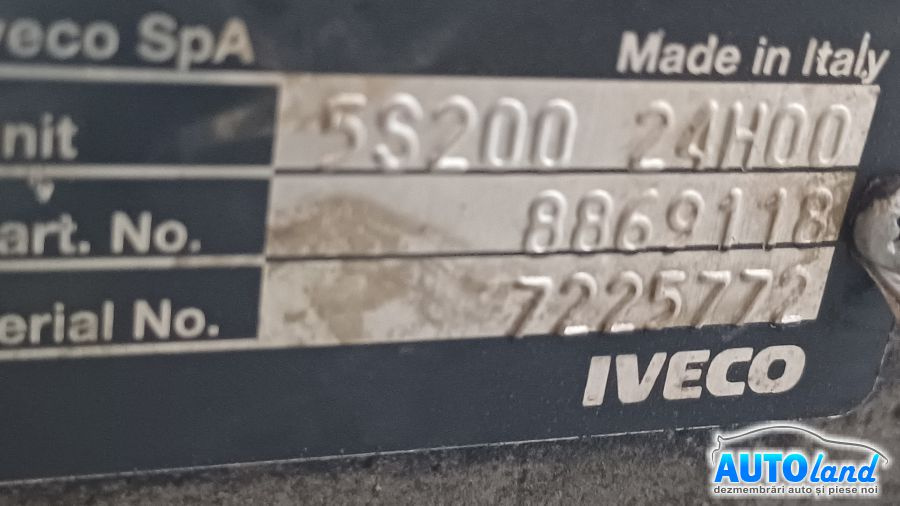 veco SpA
Made in Italy
nit 5S200 24H00
art. No. 8869118
erial No. 7225772
IVECO
AUTOland
dezmembrări auto și piese noi